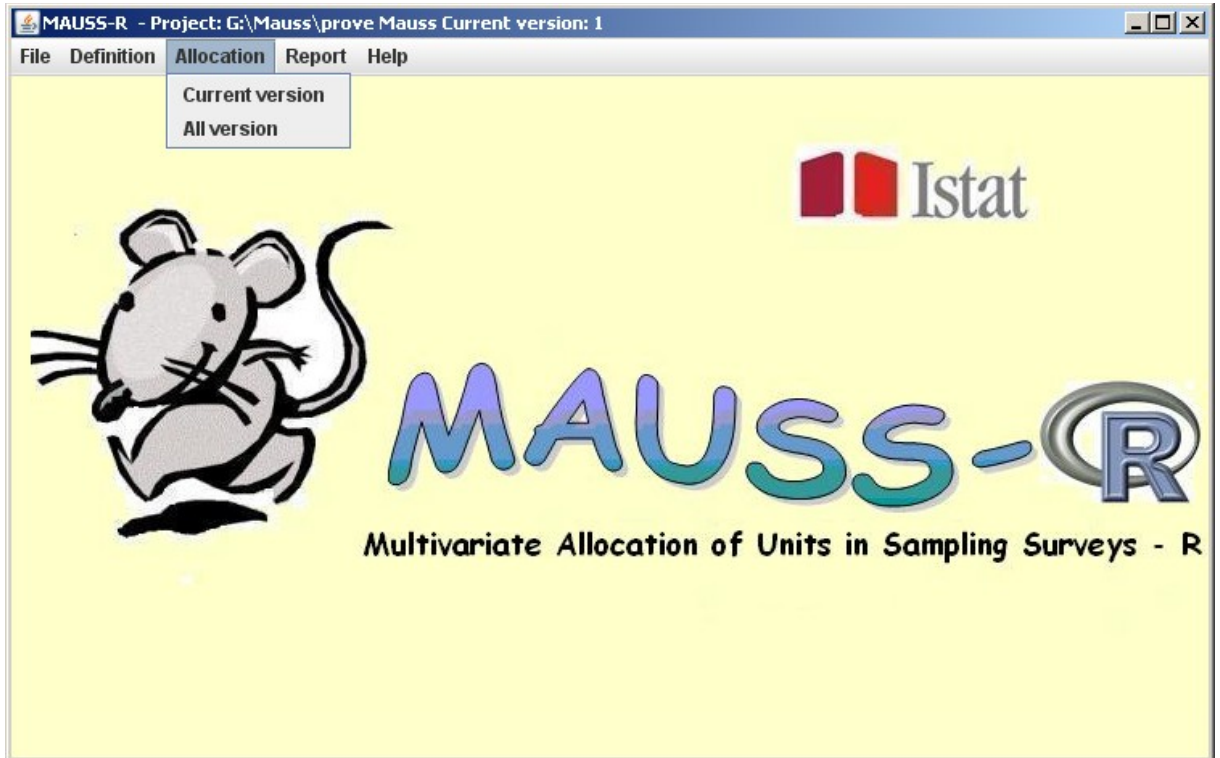 MAUSS-R - Project: G:\Mauss\prove Mauss Current version: 1
File Definition Allocation Report Help
Current version
All version
Istat
MAUSS-R
Multivariate Allocation of Units in Sampling Surveys - R